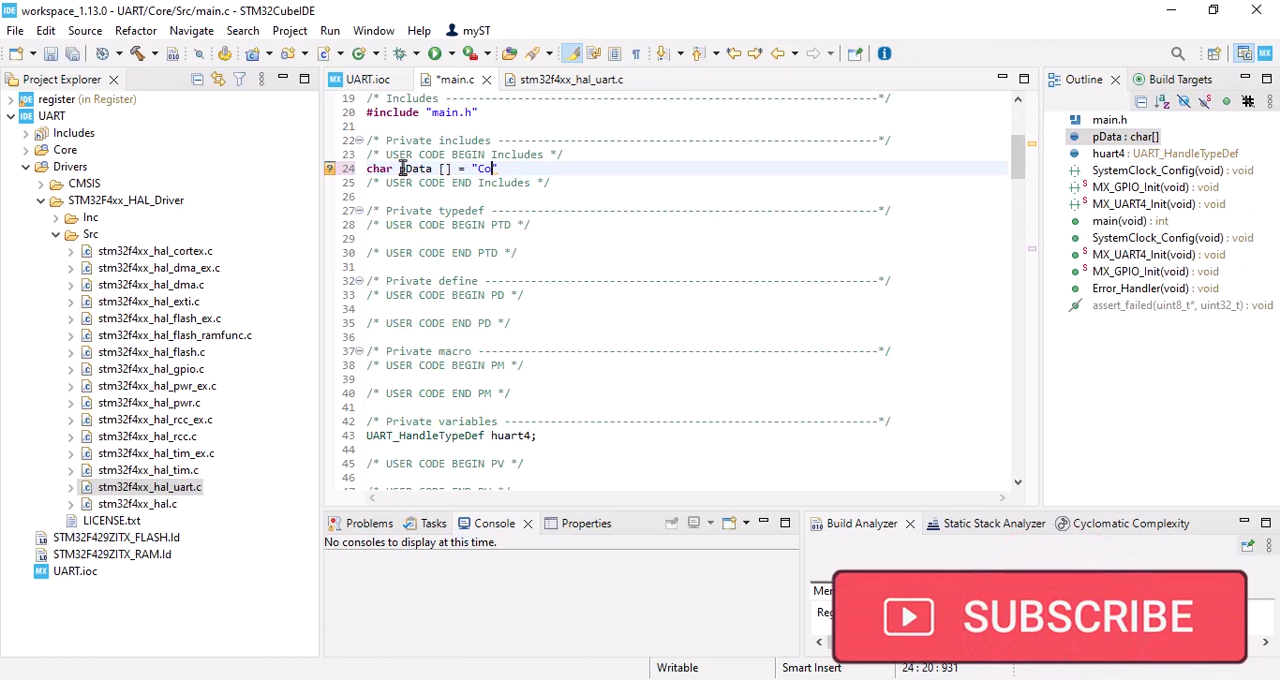 workspace_1.13.0 - UART/Core/Src/main.c - STM32CubeIDE
File Edit Source Refactor Navigate Search Project Run Window Help myST
Project Explorer
register (in Register)
UART
Includes
Core
Drivers
CMSIS
STM32F4xx_HAL_Driver
Inc
Src
stm32f4xx_hal_cortex.c
stm32f4xx_hal_dma_ex.c
stm32f4xx_hal_dma.c
stm32f4xx_hal_exti.c
stm32f4xx_hal_flash_ex.c
stm32f4xx_hal_flash_ramfunc.c
stm32f4xx_hal_flash.c
stm32f4xx_hal_gpio.c
stm32f4xx_hal_pwr_ex.c
stm32f4xx_hal_pwr.c
stm32f4xx_hal_rcc_ex.c
stm32f4xx_hal_rcc.c
stm32f4xx_hal_tim_ex.c
stm32f4xx_hal_tim.c
stm32f4xx_hal_uart.c
stm32f4xx_hal.c
LICENSE.txt
STM32F429ZITX_FLASH.ld
STM32F429ZITX_RAM.ld
UART.ioc
UART.ioc *main.c stm32f4xx_hal_uart.c
19 /* Includes ------------------------------------------------------------------*/
20 #include "main.h"
21
22 /* Private includes ----------------------------------------------------------*/
23 /* USER CODE BEGIN Includes */
24 char pData [] = "Co"
25 /* USER CODE END Includes */
26
27 /* Private typedef -----------------------------------------------------------*/
28 /* USER CODE BEGIN PTD */
29
30 /* USER CODE END PTD */
31
32 /* Private define ------------------------------------------------------------*/
33 /* USER CODE BEGIN PD */
34
35 /* USER CODE END PD */
36
37 /* Private macro -------------------------------------------------------------*/
38 /* USER CODE BEGIN PM */
39
40 /* USER CODE END PM */
41
42 /* Private variables ---------------------------------------------------------*/
43 UART_HandleTypeDef huart4;
44
45 /* USER CODE BEGIN PV */
46
Outline Build Targets
main.h
pData : char[]
huart4 : UART_HandleTypeDef
SystemClock_Config(void) : void
MX_GPIO_Init(void) : void
MX_UART4_Init(void) : void
main(void) : int
SystemClock_Config(void) : void
MX_UART4_Init(void) : void
MX_GPIO_Init(void) : void
Error_Handler(void) : void
assert_failed(uint8_t*, uint32_t) : void
Problems Tasks Console Properties
No consoles to display at this time.
Build Analyzer Static Stack Analyzer Cyclomatic Complexity
SUBSCRIBE
Writable Smart Insert 24 : 20 : 931